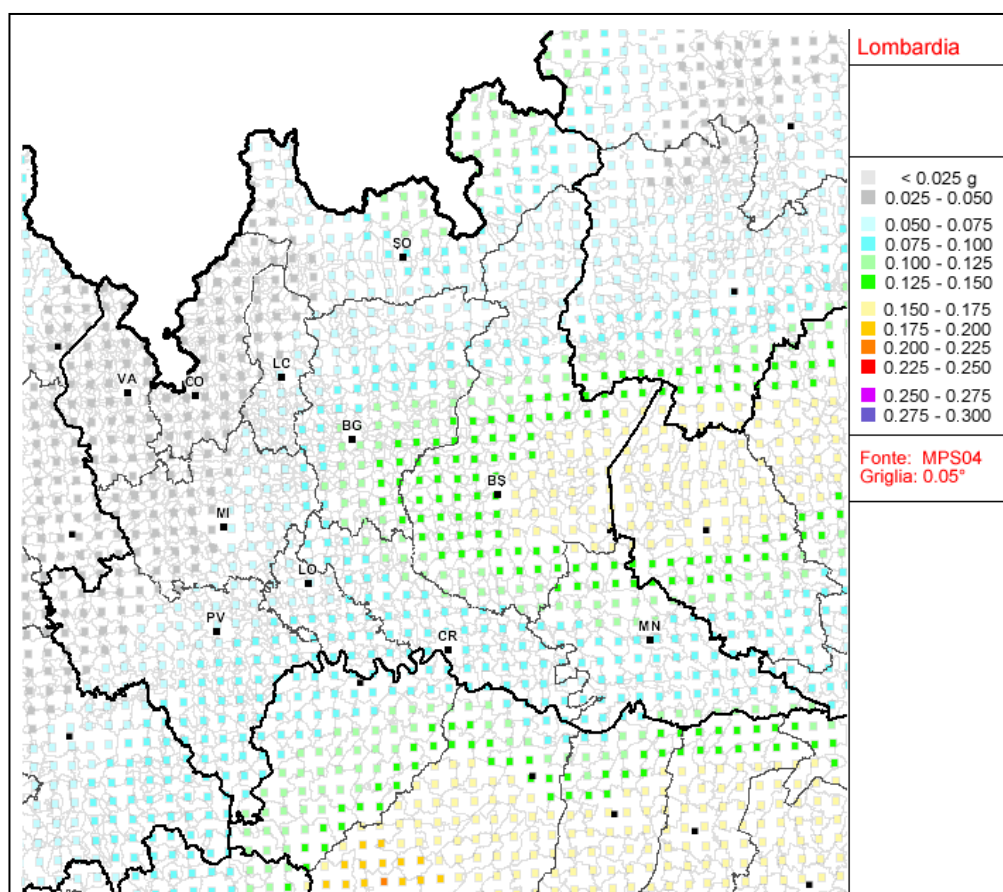 Lombardia
< 0.025 g
0.025 - 0.050
0.050 - 0.075
0.075 - 0.100
0.100 - 0.125
0.125 - 0.150
0.150 - 0.175
0.175 - 0.200
0.200 - 0.225
0.225 - 0.250
0.250 - 0.275
0.275 - 0.300
Fonte: MPS04
Griglia: 0.05°
SO
LC
VA
CO
BG
BS
MI
LO
PV
CR
MN